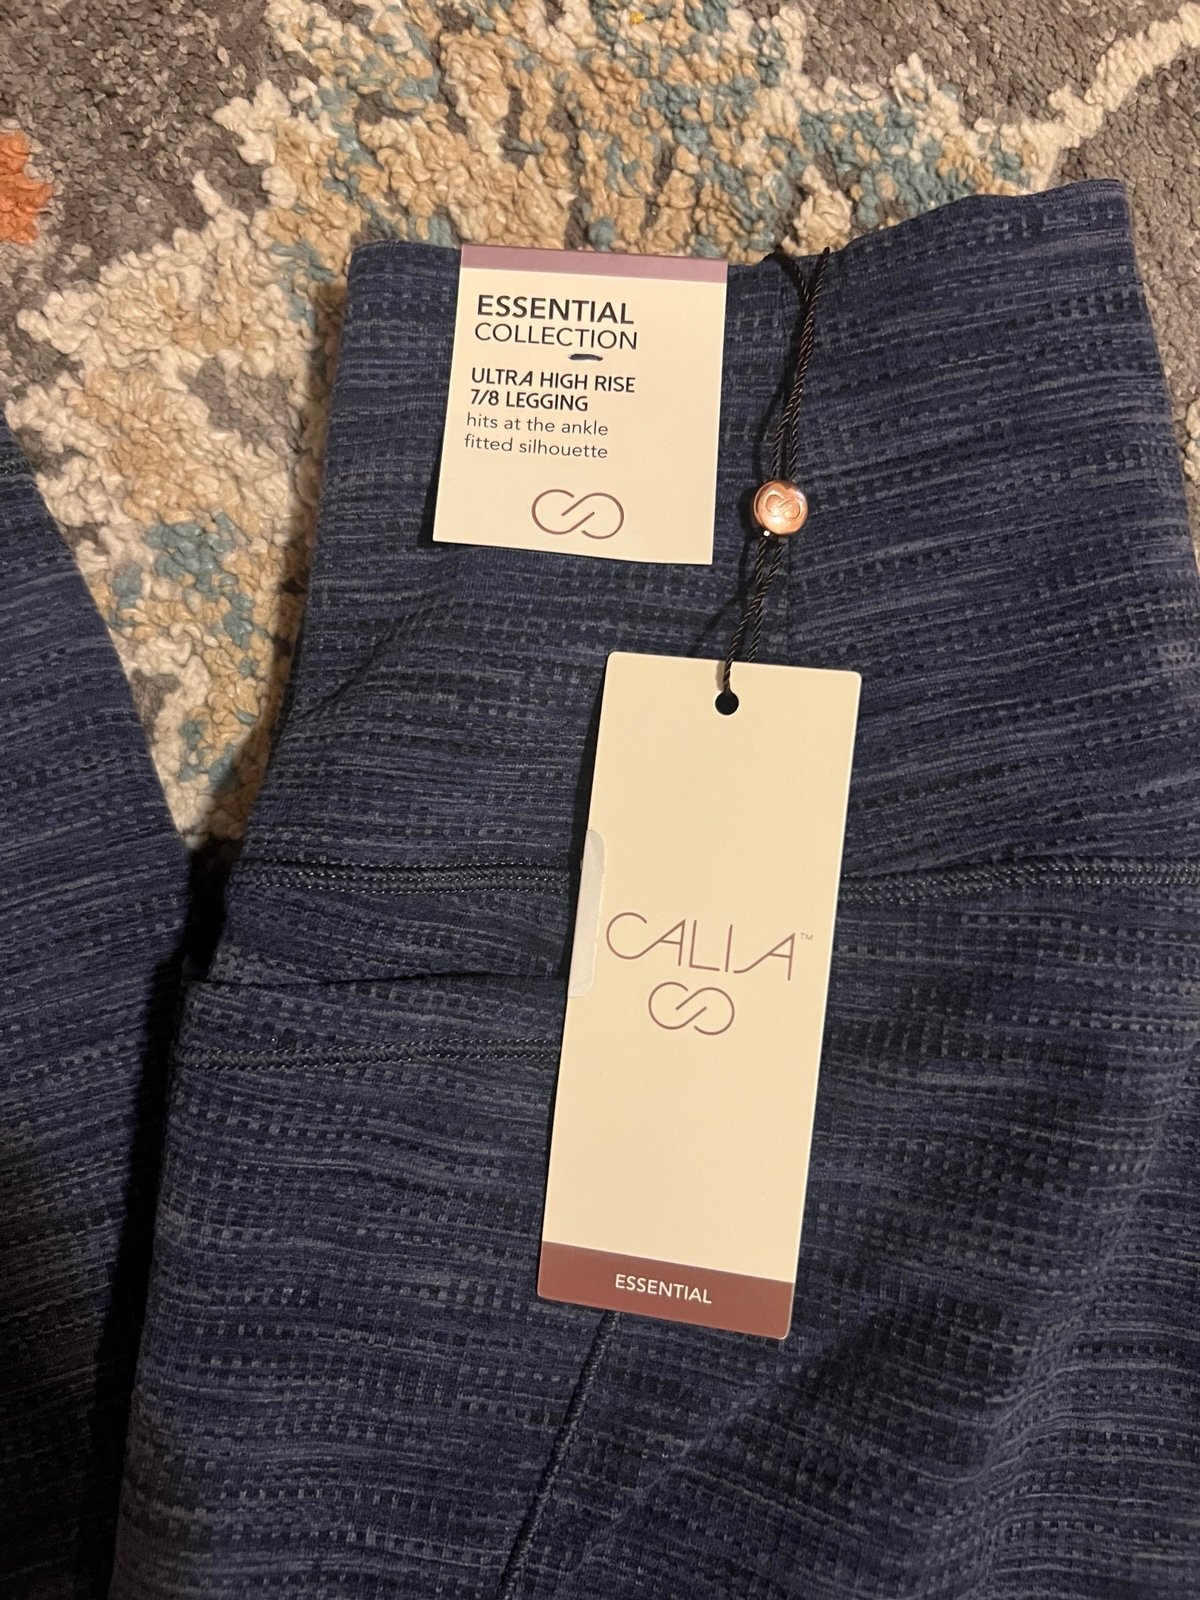 ESSENTIAL
COLLECTION
ULTRA HIGH RISE
7/8 LEGGING
hits at the ankle
fitted silhouette
CALIA™
ESSENTIAL